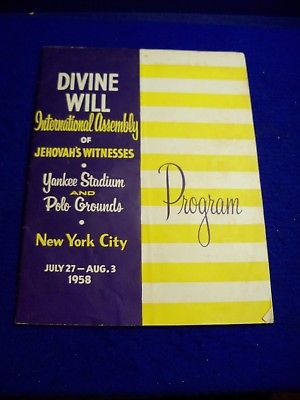 DIVINE
WILL
International Assembly
OF
JEHOVAH'S WITNESSES
•
Yankee Stadium
AND
Polo Grounds
•
New York City
JULY 27—AUG. 3
1958
Program